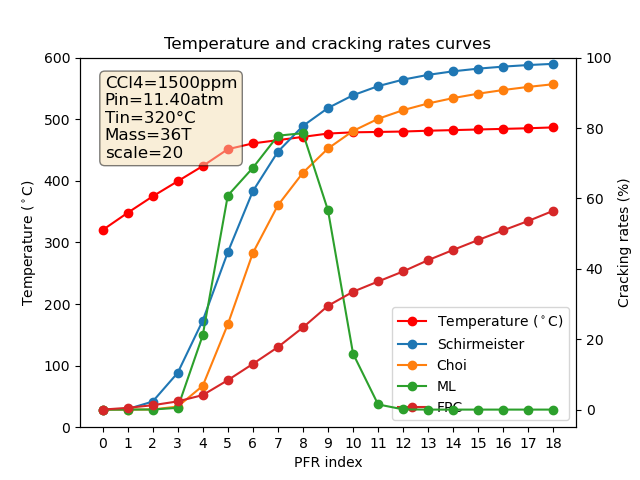 Temperature and cracking rates curves
CCl4=1500ppm
Pin=11.40atm
Tin=320°C
Mass=36T
scale=20
600
500
400
300
200
100
0
Temperature (°C)
100
80
60
40
20
0
Cracking rates (%)
Temperature (°C)
Schirmeister
Choi
ML
FPC
0 1 2 3 4 5 6 7 8 9 10 11 12 13 14 15 16 17 18
PFR index